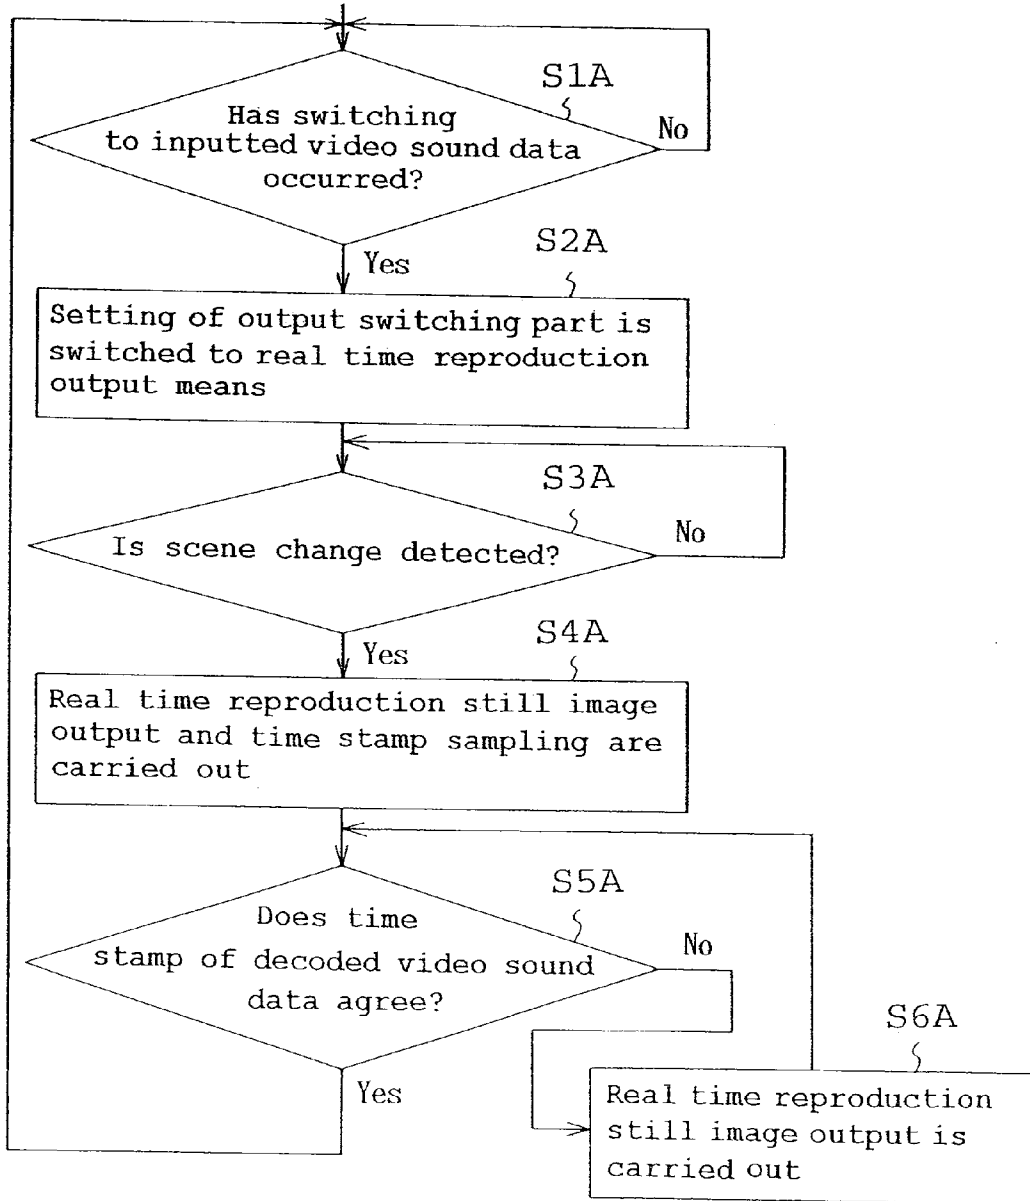 S1A
Has switching
to inputted video sound data
occurred?
No
Yes
S2A
Setting of output switching part is
switched to real time reproduction
output means
S3A
Is scene change detected?
No
Yes
S4A
Real time reproduction still image
output and time stamp sampling are
carried out
S5A
Does time
stamp of decoded video sound
data agree?
No
Yes
S6A
Real time reproduction
still image output is
carried out